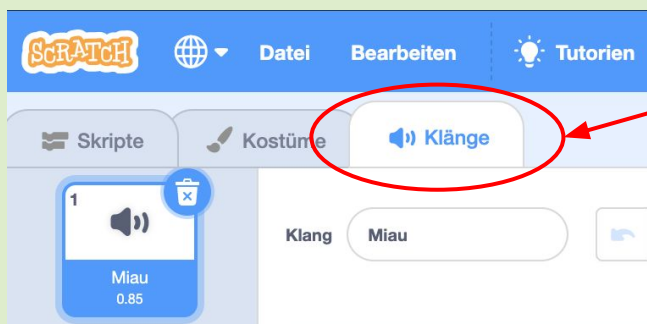 SCRATCH Datei Bearbeiten Tutorien
Skripte Kostüme Klänge
1
Klang Miau
Miau
0.85